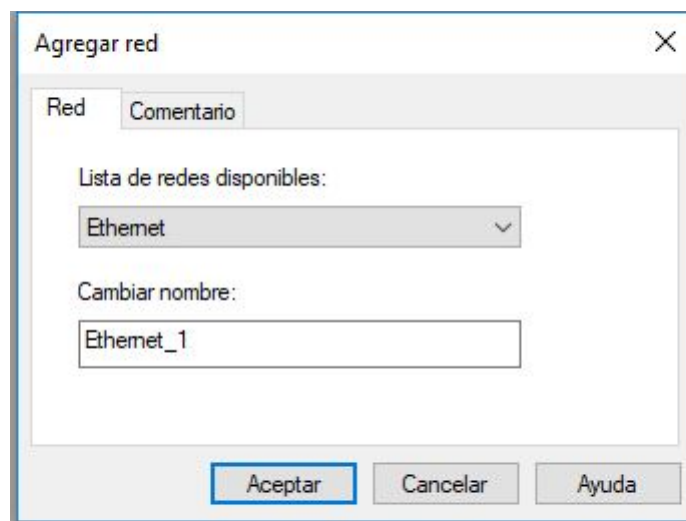 Agregar red
Red Comentario
Lista de redes disponibles:
Ethernet
Cambiar nombre:
Ethernet_1
Aceptar Cancelar Ayuda